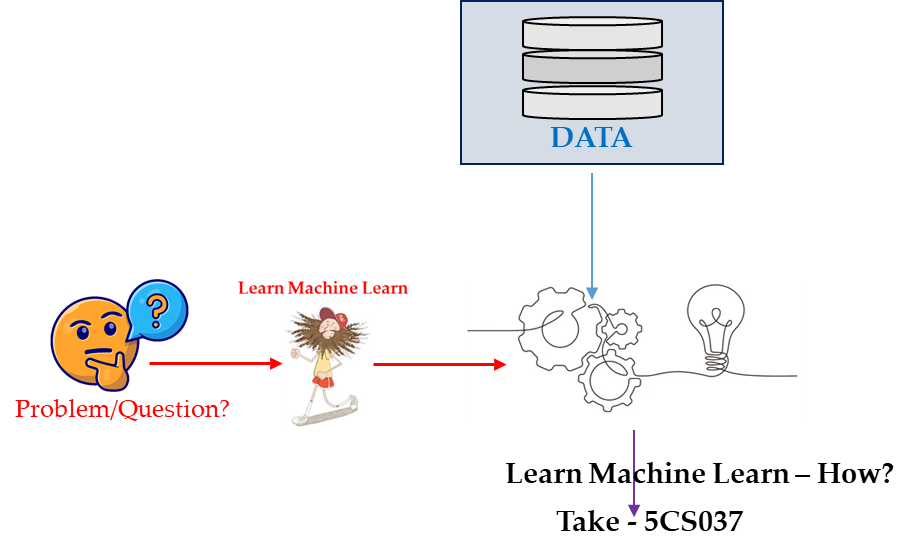 DATA
Learn Machine Learn
?
Problem/Question?
Learn Machine Learn – How?
Take - 5CS037